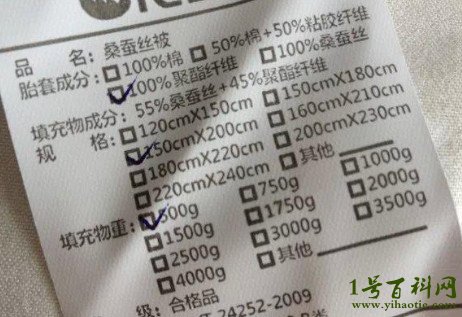 品 名：桑蚕丝被
胎套成分：□100%棉 □50%棉+50%粘胶纤维
☑100%聚酯纤维 □100%桑蚕丝
填充物成分：55%桑蚕丝+45%聚酯纤维
规 格：□120cmX150cm □150cmX180cm
☑150cmX200cm □160cmX210cm
□180cmX220cm □200cmX230cm
□220cmX240cm □其他
填充物重：☑500g □750g □1000g
□1500g □1750g □2000g
□2500g □3000g □3500g
□4000g □其他
级：合格品
24252-2009
1号百科网
www.yihaotie.com